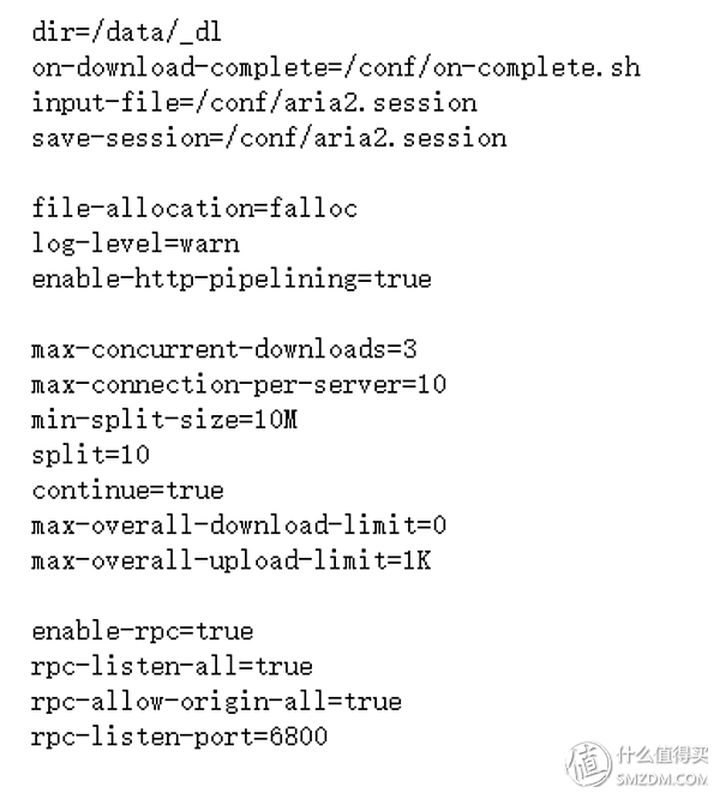 dir=/data/_dl
on-download-complete=/conf/on-complete.sh
input-file=/conf/aria2.session
save-session=/conf/aria2.session

file-allocation=falloc
log-level=warn
enable-http-pipelining=true

max-concurrent-downloads=3
max-connection-per-server=10
min-split-size=10M
split=10
continue=true
max-overall-download-limit=0
max-overall-upload-limit=1K

enable-rpc=true
rpc-listen-all=true
rpc-allow-origin-all=true
rpc-listen-port=6800
值 什么值得买
SMZDM.COM